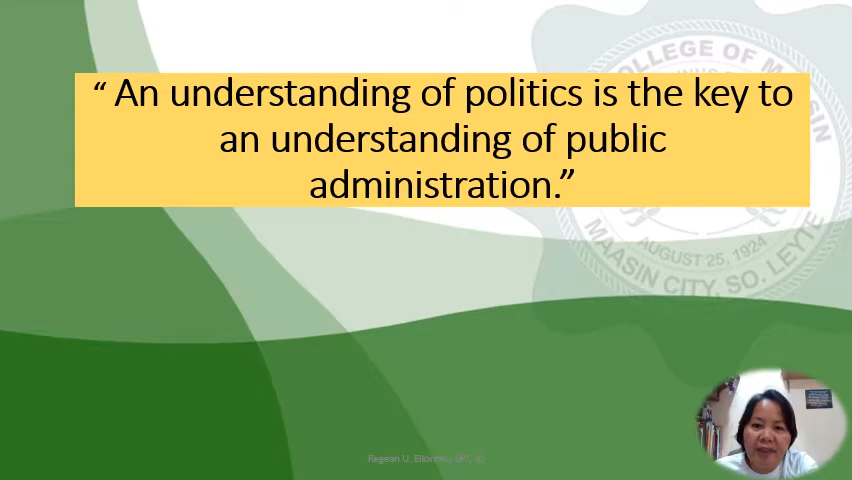 “ An understanding of politics is the key to
an understanding of public
administration.”
COLLEGE OF M
MAASIN CITY, SO. LEYTE
AUGUST 25, 1924
Regean U.